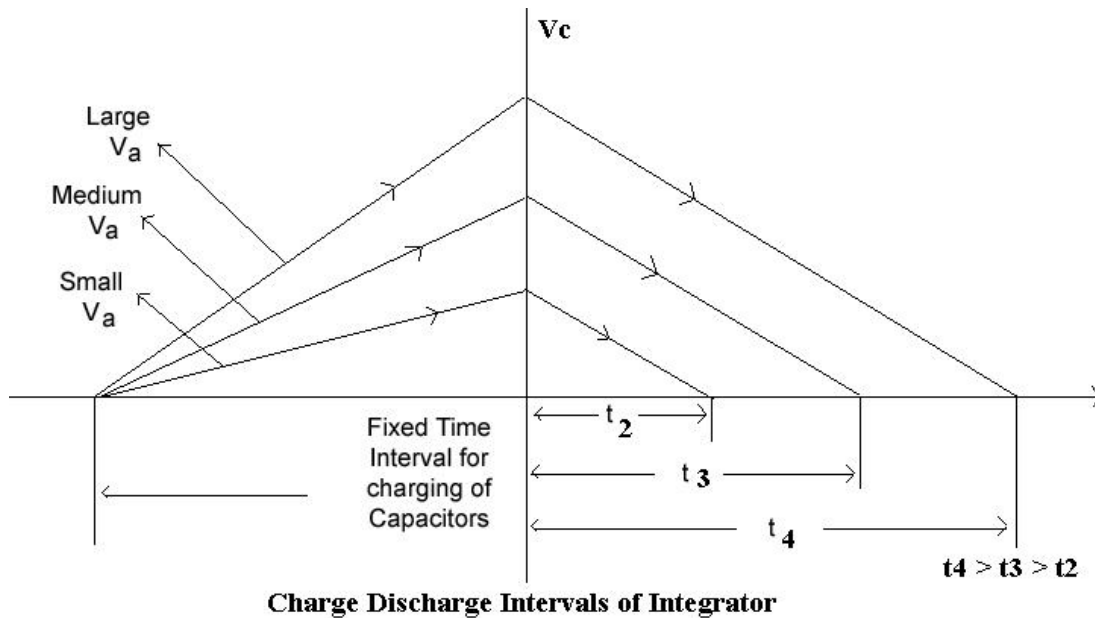 Vc
Large
Va
Medium
Va
Small
Va
Fixed Time
Interval for
charging of
Capacitors
t2
t3
t4
t4 > t3 > t2
Charge Discharge Intervals of Integrator